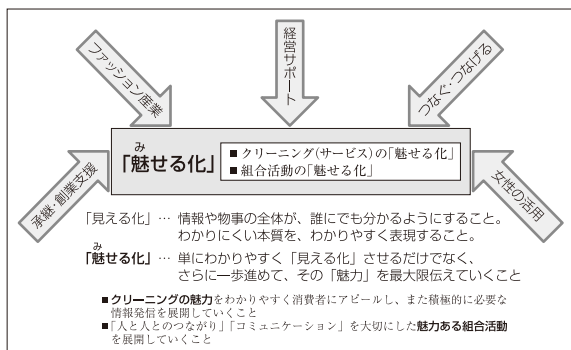 経営サポート
ファッション産業
つなぐ・つなげる
み
「魅せる化」
■ クリーニング(サービス)の「魅せる化」
■ 組合活動の「魅せる化」
承継・創業支援
女性の活用
「見える化」… 情報や物事の全体が、誰にでも分かるようにすること。
わかりにくい本質を、わかりやすく表現すること。
み
「魅せる化」… 単にわかりやすく「見える化」させるだけでなく、
さらに一歩進めて、その「魅力」を最大限伝えていくこと
■クリーニングの魅力をわかりやすく消費者にアピールし、また積極的に必要な
情報発信を展開していくこと
■「人と人とのつながり」「コミュニケーション」を大切にした魅力ある組合活動
を展開していくこと